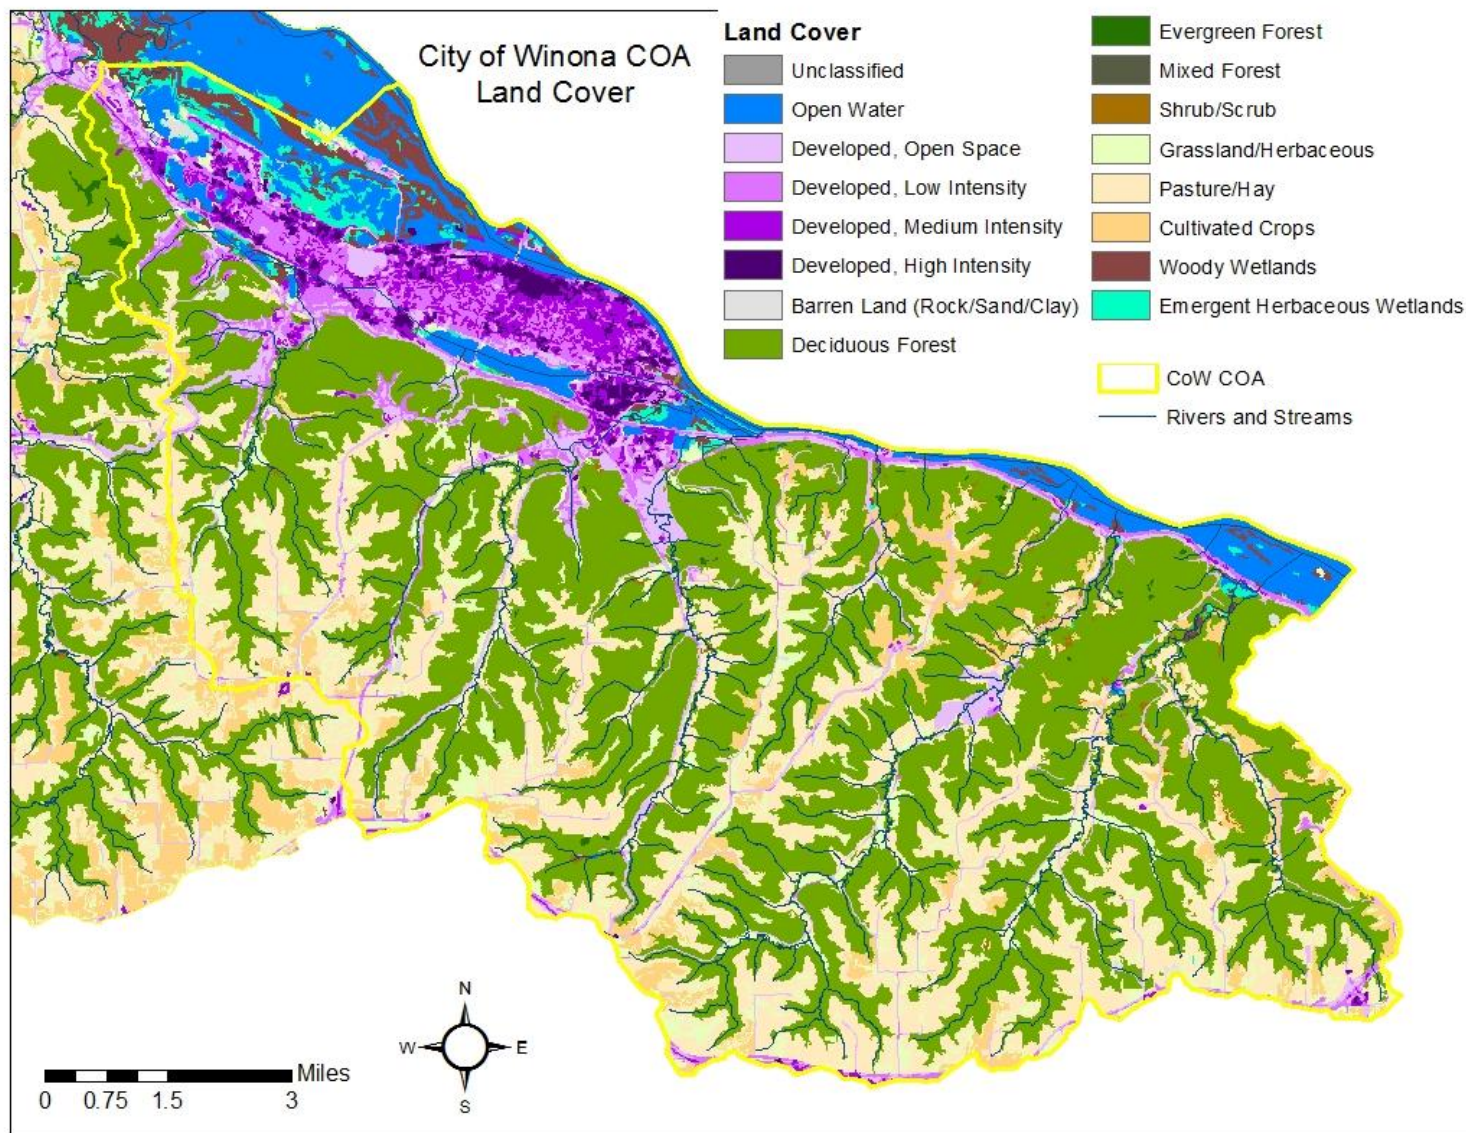 City of Winona COA
Land Cover
Land Cover
Unclassified
Open Water
Developed, Open Space
Developed, Low Intensity
Developed, Medium Intensity
Developed, High Intensity
Barren Land (Rock/Sand/Clay)
Deciduous Forest
Evergreen Forest
Mixed Forest
Shrub/Scrub
Grassland/Herbaceous
Pasture/Hay
Cultivated Crops
Woody Wetlands
Emergent Herbaceous Wetlands
CoW COA
Rivers and Streams
N
W E
S
Miles
0 0.75 1.5 3